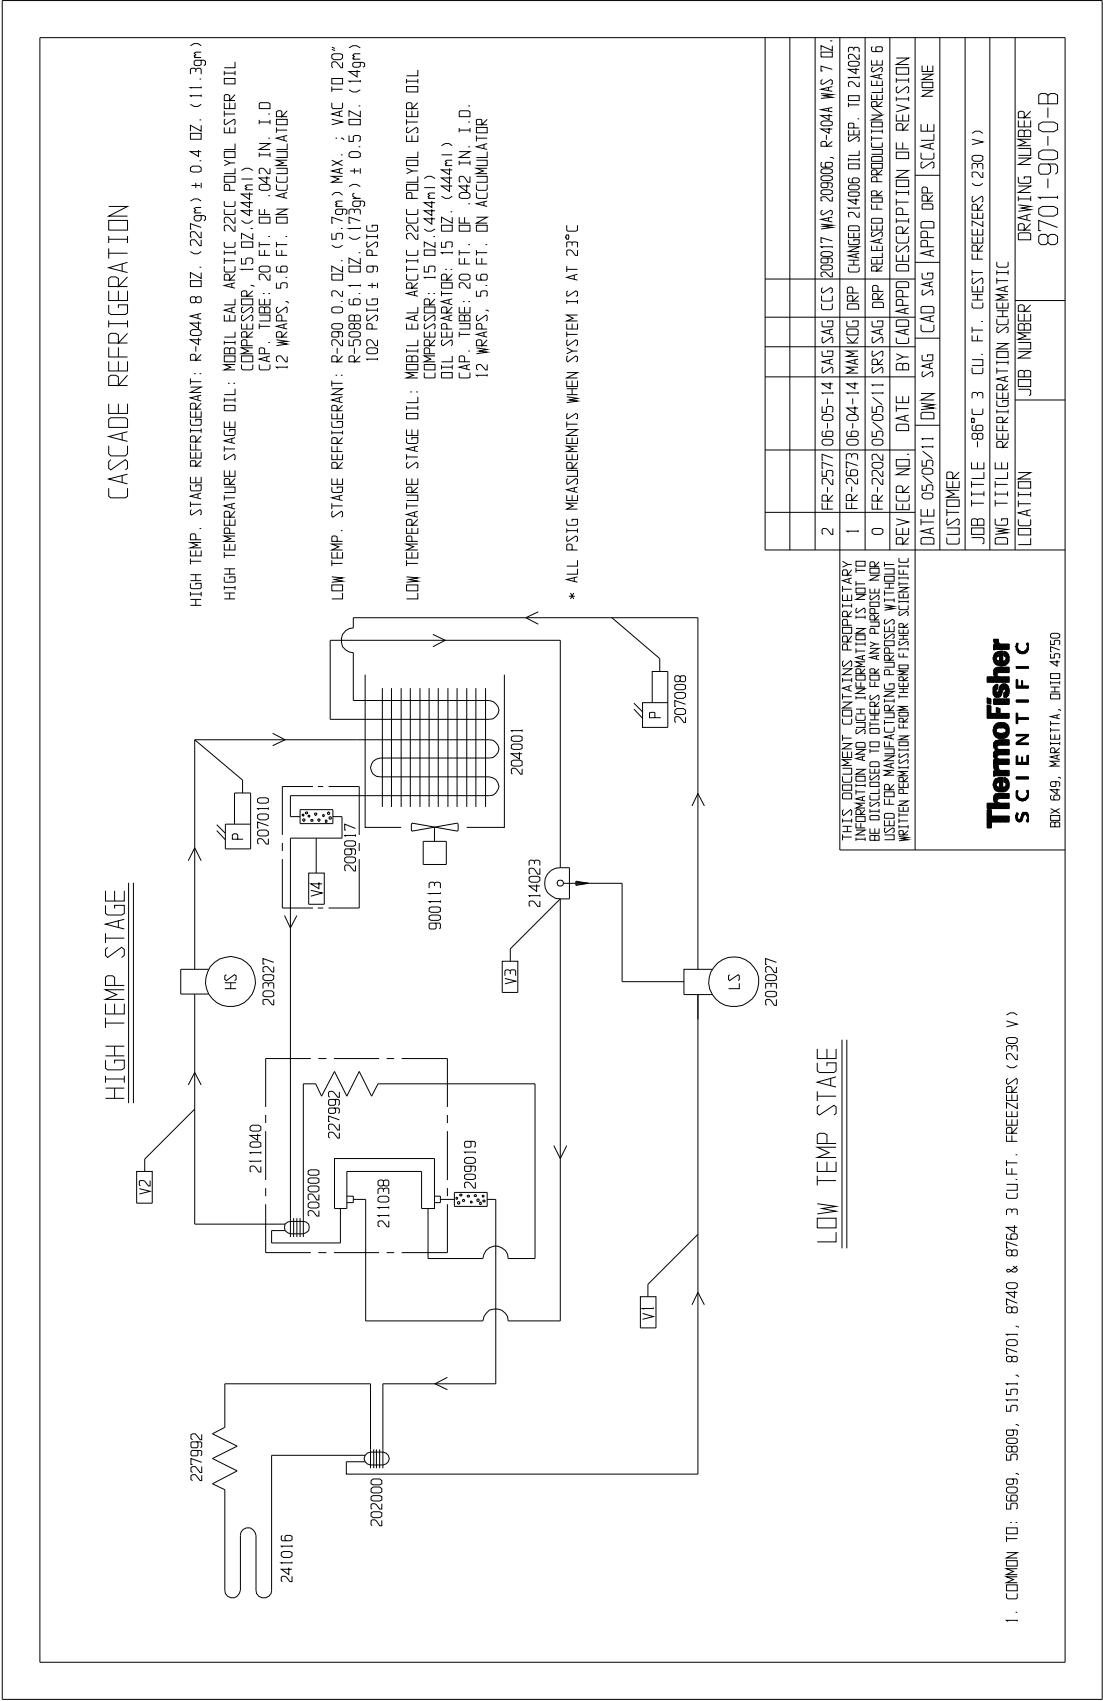 CASCADE REFRIGERATION
HIGH TEMP. STAGE REFRIGERANT: R-404A 8 OZ. (227gm) ± 0.4 OZ. (11.3gm)
HIGH TEMPERATURE STAGE OIL: MOBIL EAL ARCTIC 22CC POLYOL ESTER OIL
COMPRESSOR, 15 OZ.(444ml)
CAP. TUBE: 20 FT. OF .042 IN. I.D
12 WRAPS, 5.6 FT. ON ACCUMULATOR
LOW TEMP. STAGE REFRIGERANT: R-290 0.2 OZ. (5.7gm) MAX. ; VAC TO 20"
R-508B 6.1 OZ. (173gr) ± 0.5 OZ. (14gm)
102 PSIG ± 9 PSIG
LOW TEMPERATURE STAGE OIL: MOBIL EAL ARCTIC 22CC POLYOL ESTER OIL
COMPRESSOR: 15 OZ.(444ml)
OIL SEPARATOR: 15 OZ. (444ml)
CAP. TUBE: 20 FT. OF .042 IN. I.D.
12 WRAPS, 5.6 FT. ON ACCUMULATOR
* ALL PSIG MEASUREMENTS WHEN SYSTEM IS AT 23°C
HIGH TEMP STAGE
V2
HS
203027
P
207010
209017
V4
900113
204001
P
207008
214023
V3
LS
203027
211040
202000
227992
211038
209019
V1
227992
241016
202000
LOW TEMP STAGE
1. COMMON TO: 5609, 5809, 5151, 8701, 8740 & 8764 3 CU.FT. FREEZERS (230 V)
THIS DOCUMENT CONTAINS PROPRIETARY
INFORMATION AND SUCH INFORMATION IS NOT TO
BE DISCLOSED TO OTHERS FOR ANY PURPOSE NOR
USED FOR MANUFACTURING PURPOSES WITHOUT
WRITTEN PERMISSION FROM THERMO FISHER SCIENTIFIC
ThermoFisher
SCIENTIFIC
BOX 649, MARIETTA, OHIO 45750
2 FR-2577 06-05-14 SAG SAG CCS 209017 WAS 209006, R-404A WAS 7 OZ.
1 FR-2673 06-04-14 MAM KDG DRP CHANGED 214006 OIL SEP. TO 214023
0 FR-2202 05/05/11 SRS SAG DRP RELEASED FOR PRODUCTION/RELEASE 6
REV ECR NO. DATE BY CAD APPD DESCRIPTION OF REVISION
DATE 05/05/11 DWN SAG CAD SAG APPD DRP SCALE NONE
CUSTOMER
JOB TITLE -86°C 3 CU. FT. CHEST FREEZERS (230 V)
DWG TITLE REFRIGERATION SCHEMATIC
LOCATION JOB NUMBER DRAWING NUMBER
8701-90-0-B